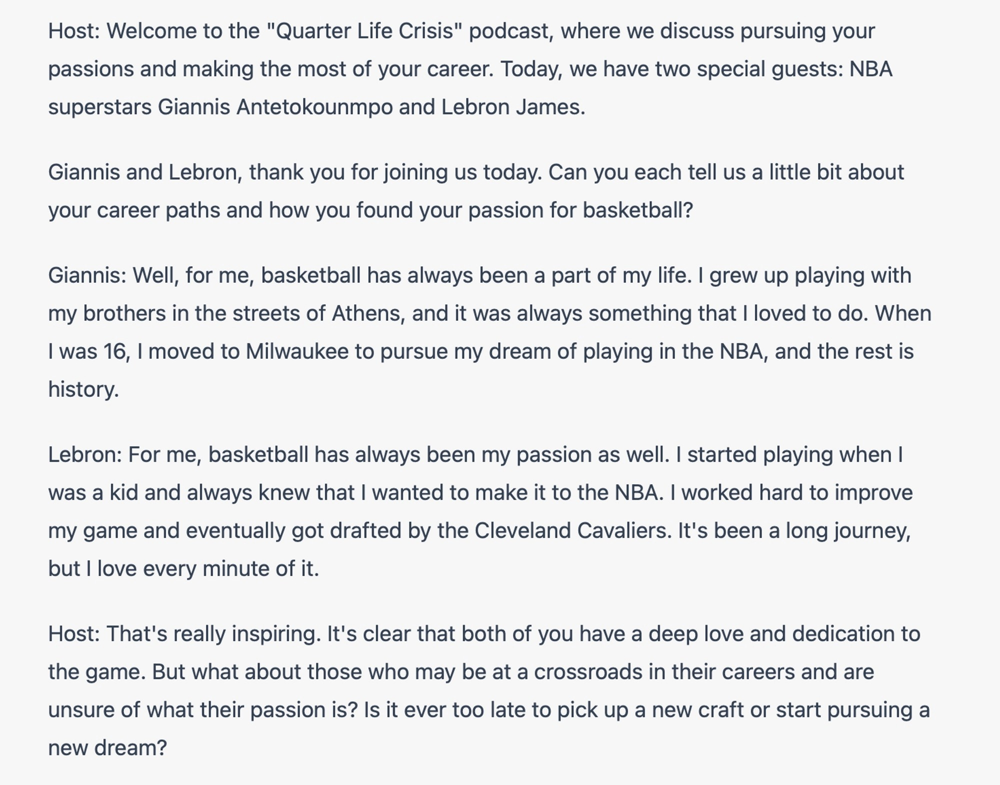 Host: Welcome to the "Quarter Life Crisis" podcast, where we discuss pursuing your
passions and making the most of your career. Today, we have two special guests: NBA
superstars Giannis Antetokounmpo and Lebron James.
Giannis and Lebron, thank you for joining us today. Can you each tell us a little bit about
your career paths and how you found your passion for basketball?
Giannis: Well, for me, basketball has always been a part of my life. I grew up playing with
my brothers in the streets of Athens, and it was always something that I loved to do. When
I was 16, I moved to Milwaukee to pursue my dream of playing in the NBA, and the rest is
history.
Lebron: For me, basketball has always been my passion as well. I started playing when I
was a kid and always knew that I wanted to make it to the NBA. I worked hard to improve
my game and eventually got drafted by the Cleveland Cavaliers. It's been a long journey,
but I love every minute of it.
Host: That's really inspiring. It's clear that both of you have a deep love and dedication to
the game. But what about those who may be at a crossroads in their careers and are
unsure of what their passion is? Is it ever too late to pick up a new craft or start pursuing a
new dream?